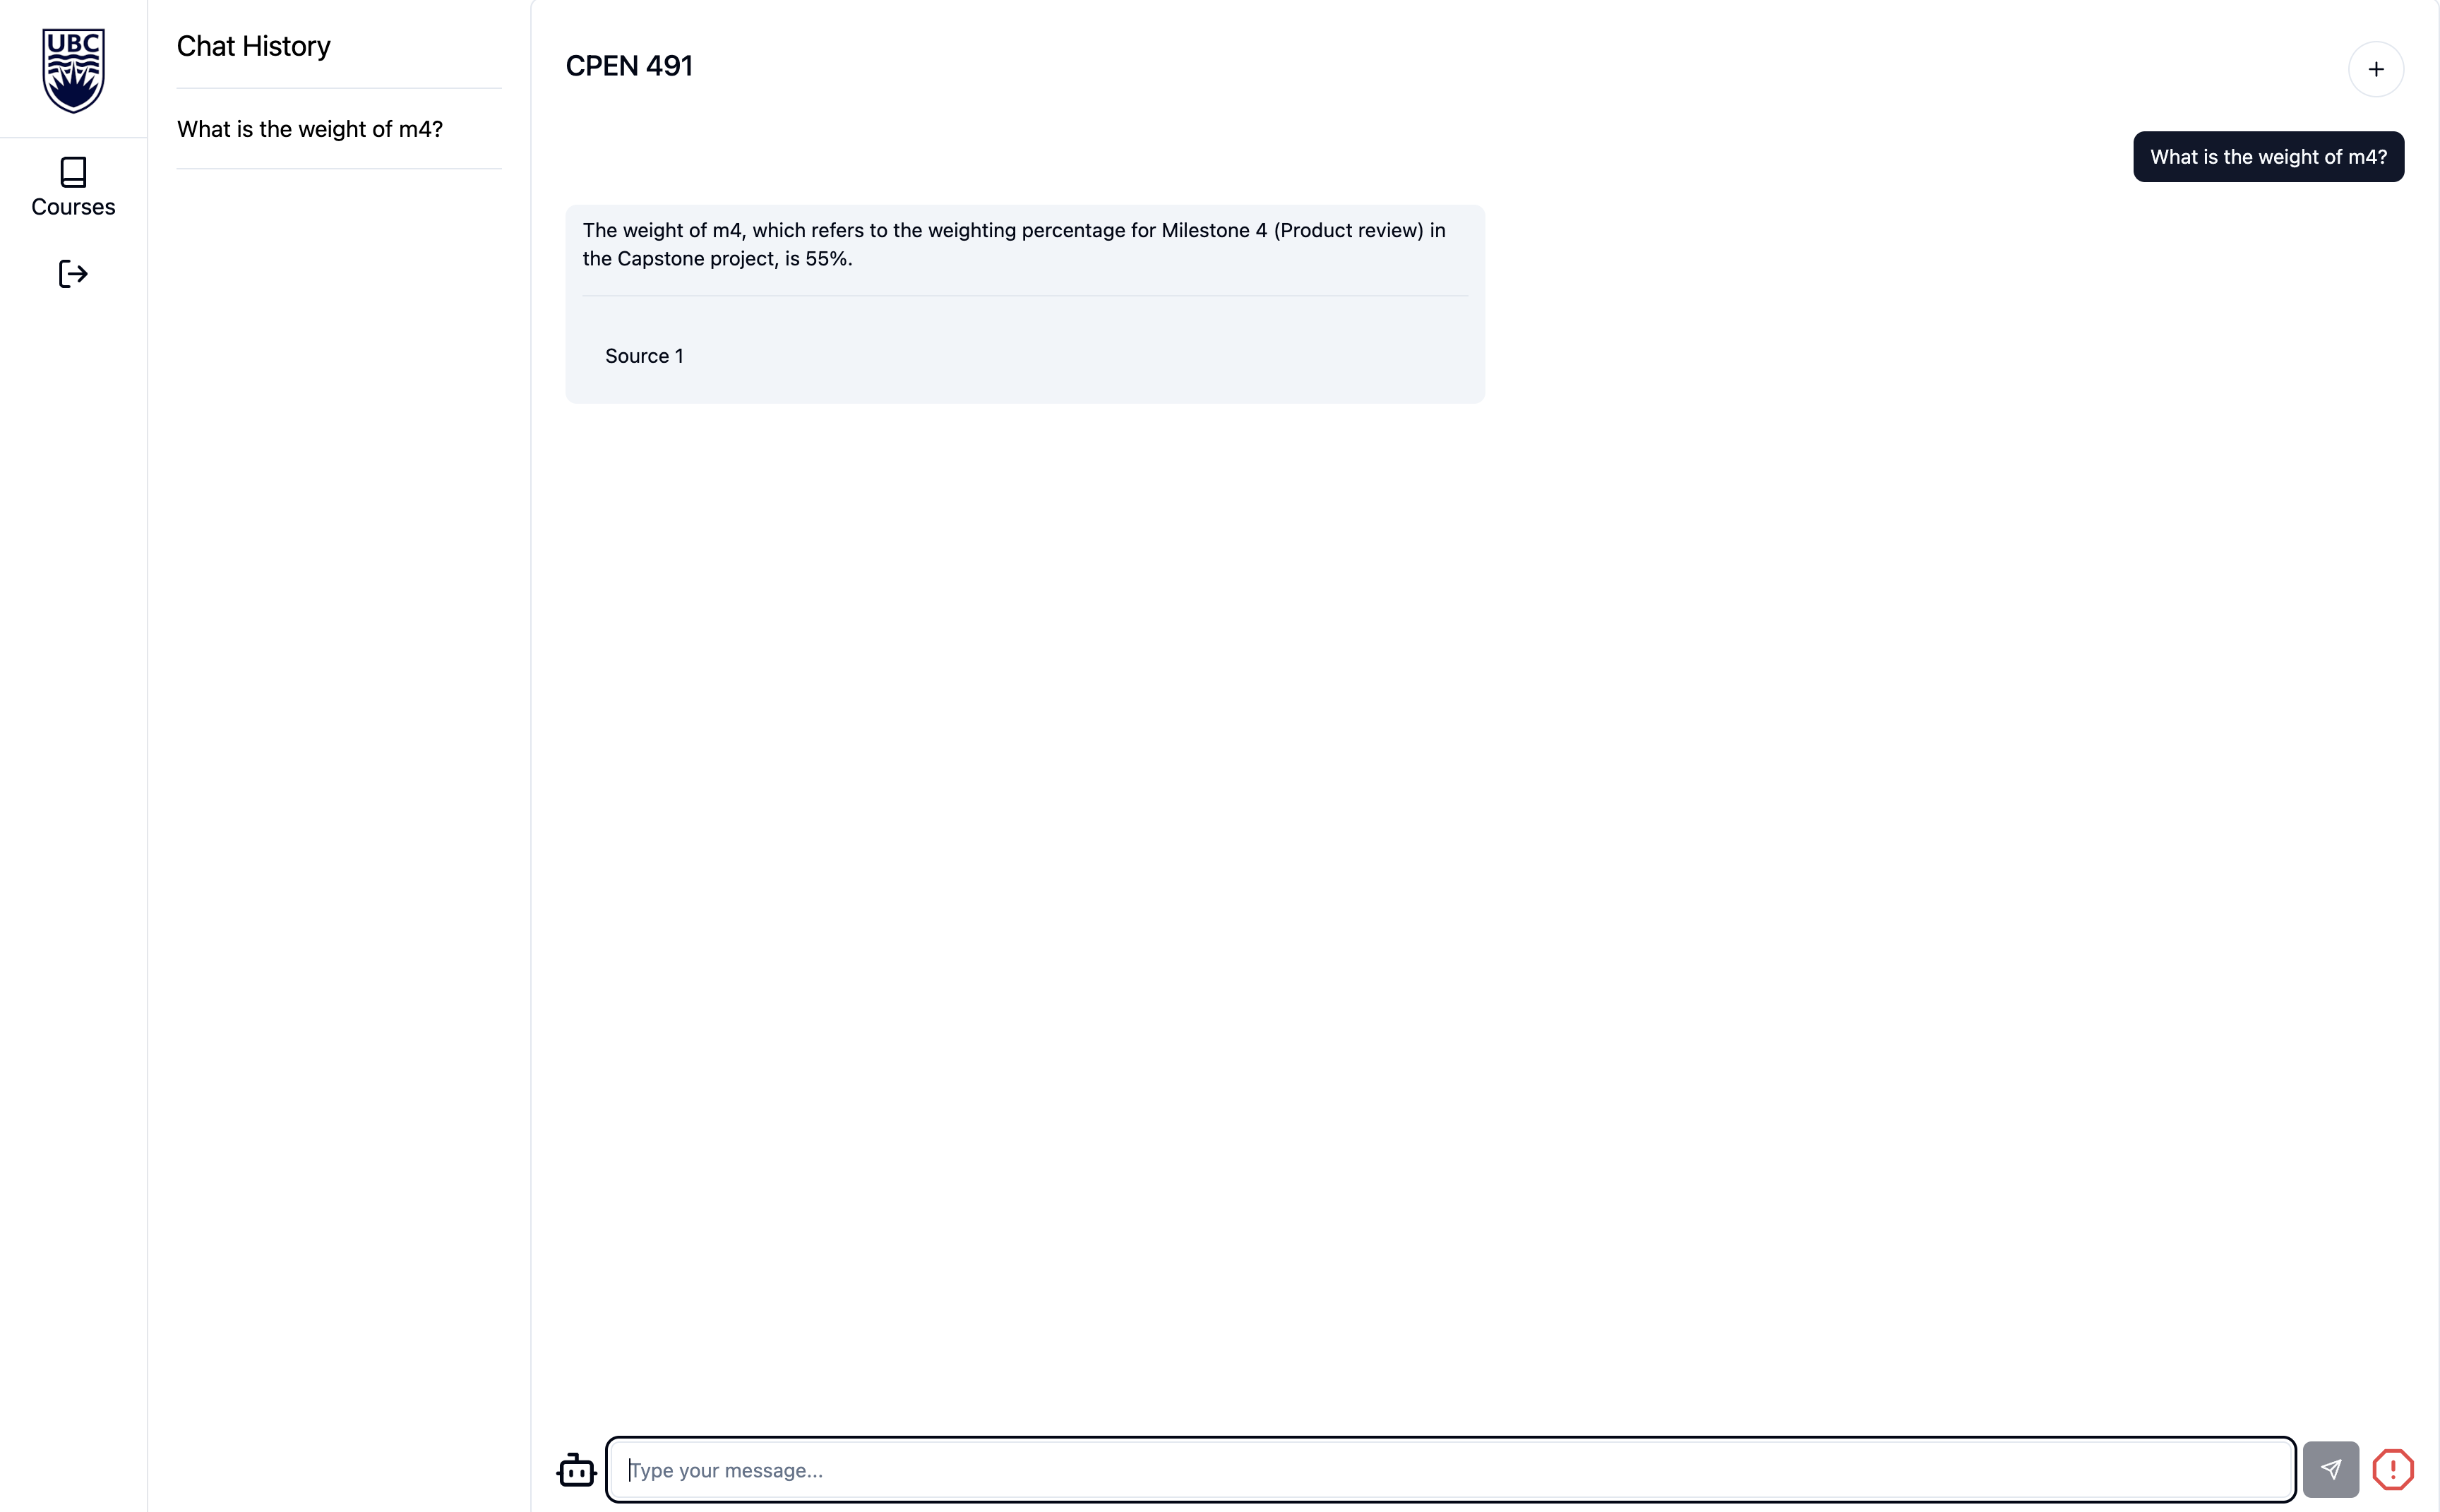 UBC
Courses
Chat History
What is the weight of m4?
CPEN 491
What is the weight of m4?
The weight of m4, which refers to the weighting percentage for Milestone 4 (Product review) in
the Capstone project, is 55%.
Source 1
Type your message...